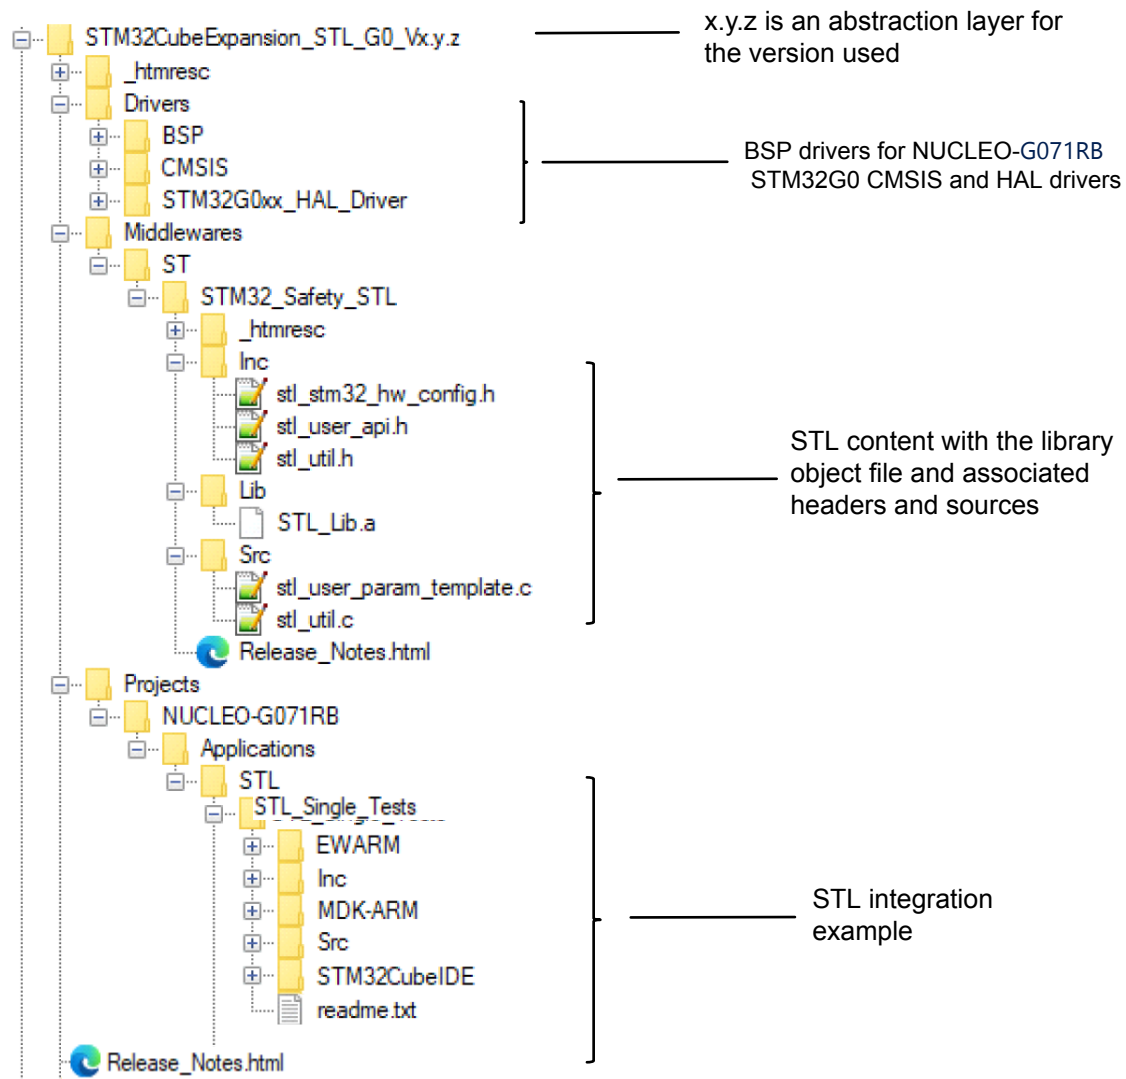 STM32CubeExpansion_STL_G0_Vx.y.z
x.y.z is an abstraction layer for
the version used
_htmresc
Drivers
BSP
CMSIS
STM32G0xx_HAL_Driver
BSP drivers for NUCLEO-G071RB
STM32G0 CMSIS and HAL drivers
Middlewares
ST
STM32_Safety_STL
_htmresc
Inc
stl_stm32_hw_config.h
stl_user_api.h
stl_util.h
Lib
STL_Lib.a
Src
stl_user_param_template.c
stl_util.c
STL content with the library
object file and associated
headers and sources
Release_Notes.html
Projects
NUCLEO-G071RB
Applications
STL
STL_Single_Tests
EWARM
Inc
MDK-ARM
Src
STM32CubeIDE
readme.txt
STL integration
example
Release_Notes.html